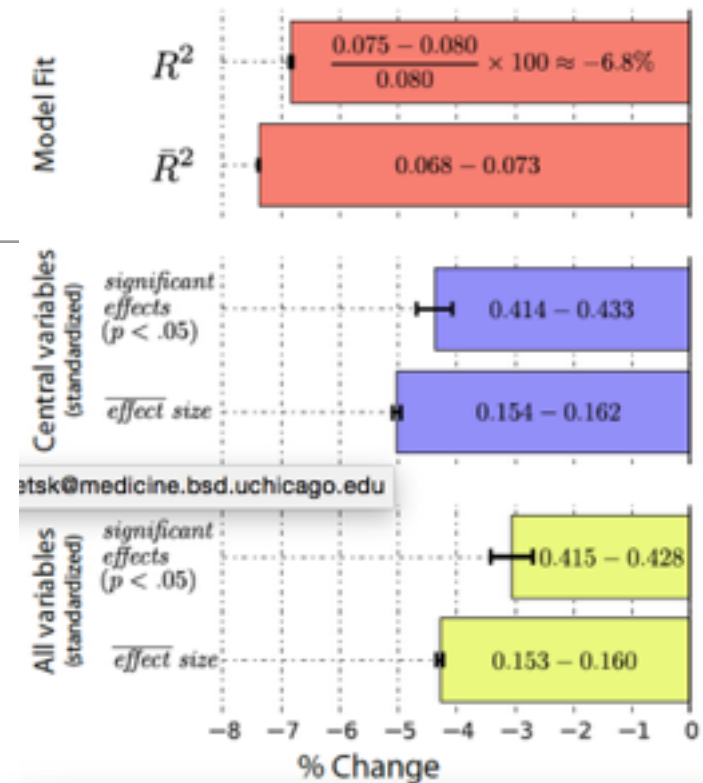 Model Fit
R² (0.075 − 0.080)/0.080 × 100 ≈ −6.8%
R̄² 0.068 − 0.073
Central variables
(standardized)
significant
effects 0.414 − 0.433
(p < .05)
effect size 0.154 − 0.162
etsk@medicine.bsd.uchicago.edu
All variables
(standardized)
significant
effects 0.415 − 0.428
(p < .05)
effect size 0.153 − 0.160
−8 −7 −6 −5 −4 −3 −2 −1 0
% Change